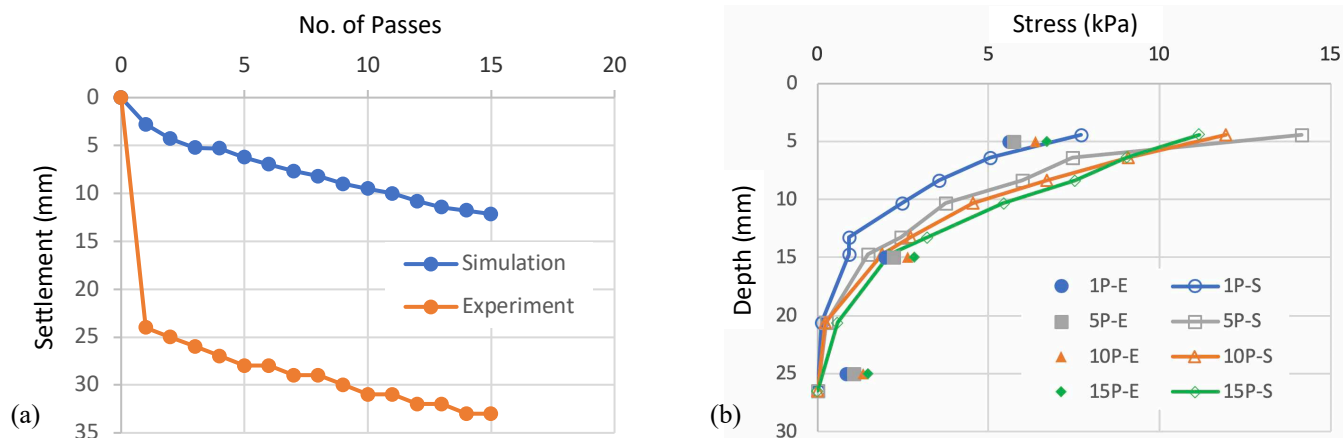 No. of Passes
0 5 10 15 20
0
5
10
15
20
25
30
35
Settlement (mm)
Simulation
Experiment
(a)
Stress (kPa)
0 5 10 15
0
5
10
15
20
25
30
Depth (mm)
1P-E 1P-S
5P-E 5P-S
10P-E 10P-S
15P-E 15P-S
(b)